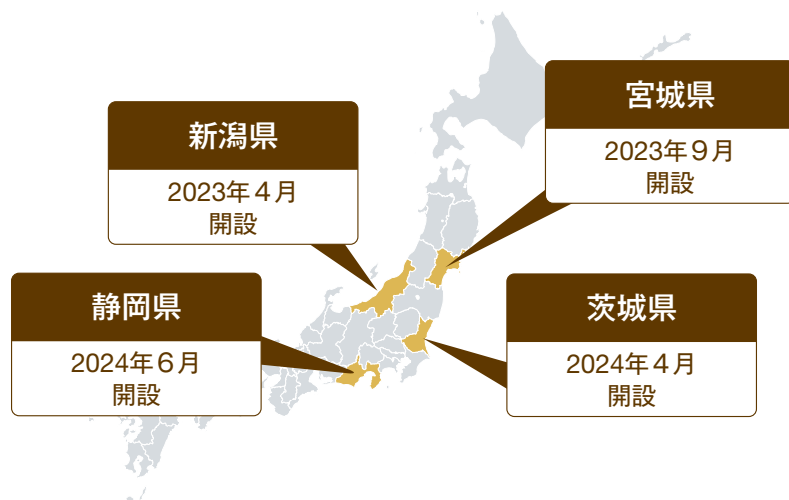 宮城県
2023年９月
開設
新潟県
2023年４月
開設
静岡県
2024年６月
開設
茨城県
2024年４月
開設